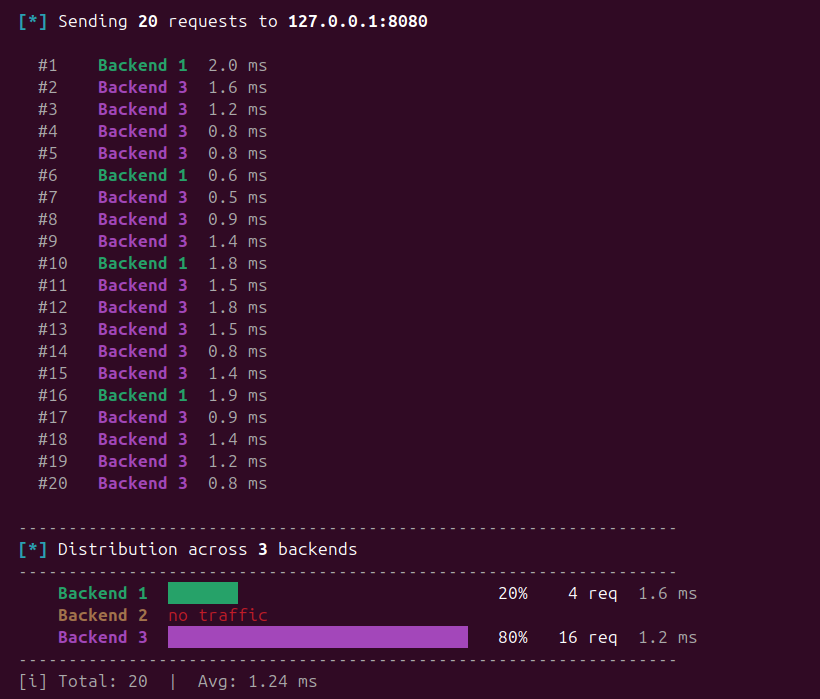 [*] Sending 20 requests to 127.0.0.1:8080
#1 Backend 1 2.0 ms
#2 Backend 3 1.6 ms
#3 Backend 3 1.2 ms
#4 Backend 3 0.8 ms
#5 Backend 3 0.8 ms
#6 Backend 1 0.6 ms
#7 Backend 3 0.5 ms
#8 Backend 3 0.9 ms
#9 Backend 3 1.4 ms
#10 Backend 1 1.8 ms
#11 Backend 3 1.5 ms
#12 Backend 3 1.8 ms
#13 Backend 3 1.5 ms
#14 Backend 3 0.8 ms
#15 Backend 3 1.4 ms
#16 Backend 1 1.9 ms
#17 Backend 3 0.9 ms
#18 Backend 3 1.4 ms
#19 Backend 3 1.2 ms
#20 Backend 3 0.8 ms
------------------------------------------------------------------
[*] Distribution across 3 backends
------------------------------------------------------------------
Backend 1 20% 4 req 1.6 ms
Backend 2 no traffic
Backend 3 80% 16 req 1.2 ms
------------------------------------------------------------------
[i] Total: 20 | Avg: 1.24 ms